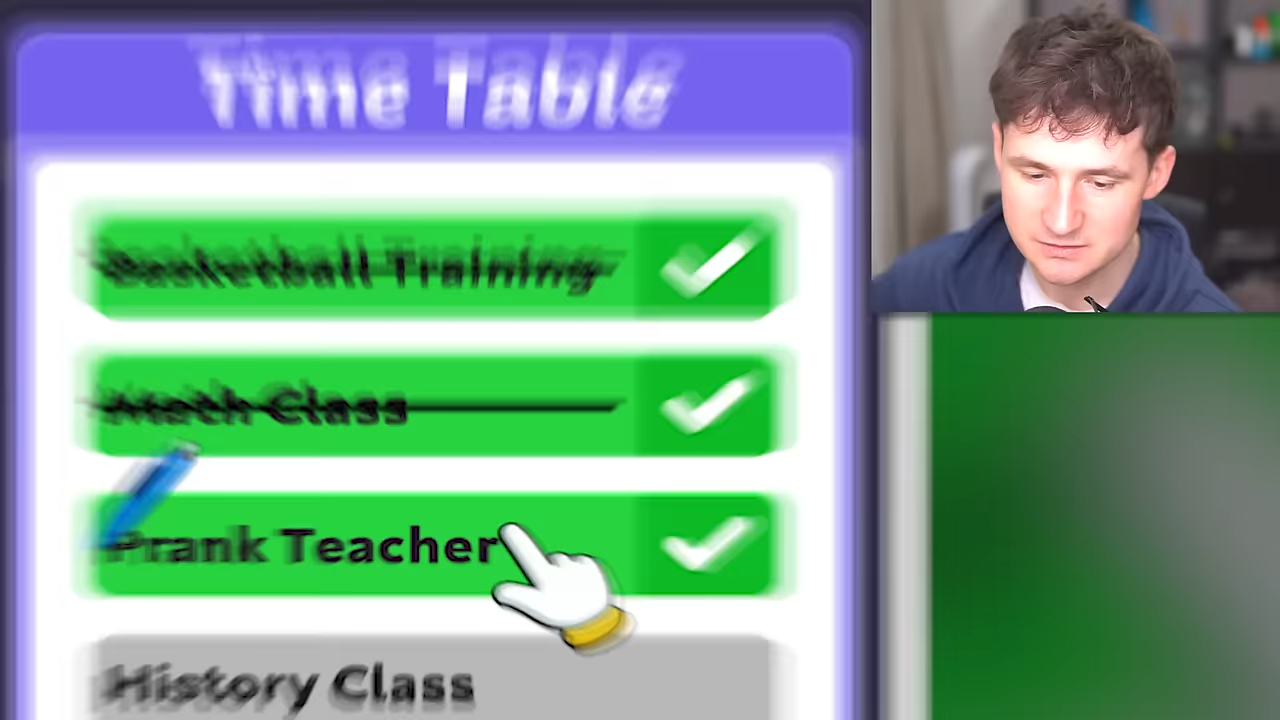 Time Table
Basketball Training
Math Class
Prank Teacher
History Class